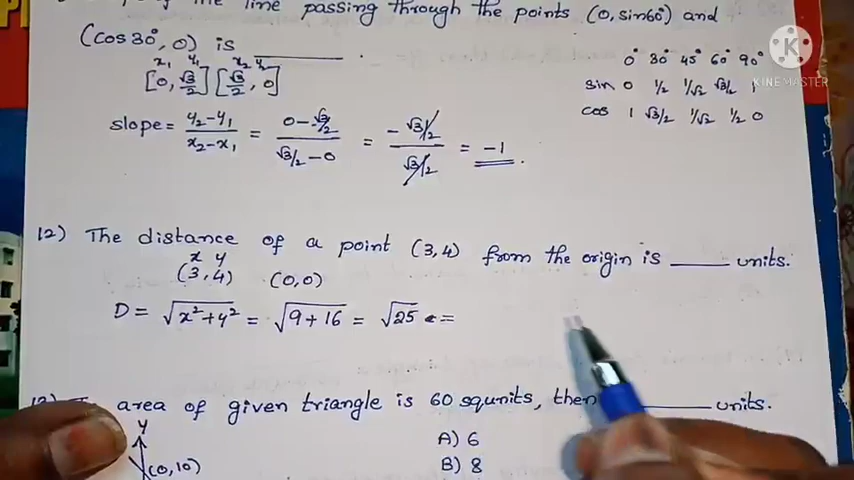 the line passing through the points (0, sin60°) and
(cos 30°, 0) is ________ .
x₁ y₁ x₂ y₂
[0, √3/2] [√3/2, 0]
slope = y₂-y₁/x₂-x₁ = 0-√3/2/√3/2-0 = -√3/2/√3/2 = -1 .
0° 30° 45° 60° 90°
sin 0 1/2 1/√2 √3/2 1
cos 1 √3/2 1/√2 1/2 0
KINEMASTER
12) The distance of a point (3,4) from the origin is ____ units.
x y
(3,4) (0,0)
D = √x²+y² = √9+16 = √25 =
area of given triangle is 60 squnits, then ______ units.
y
A) 6
(0,10)
B) 8